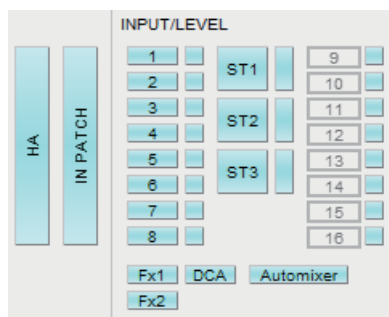 INPUT/LEVEL
HA
IN PATCH
1
2
3
4
5
6
7
8
ST1
ST2
ST3
9
10
11
12
13
14
15
16
Fx1 DCA Automixer
Fx2